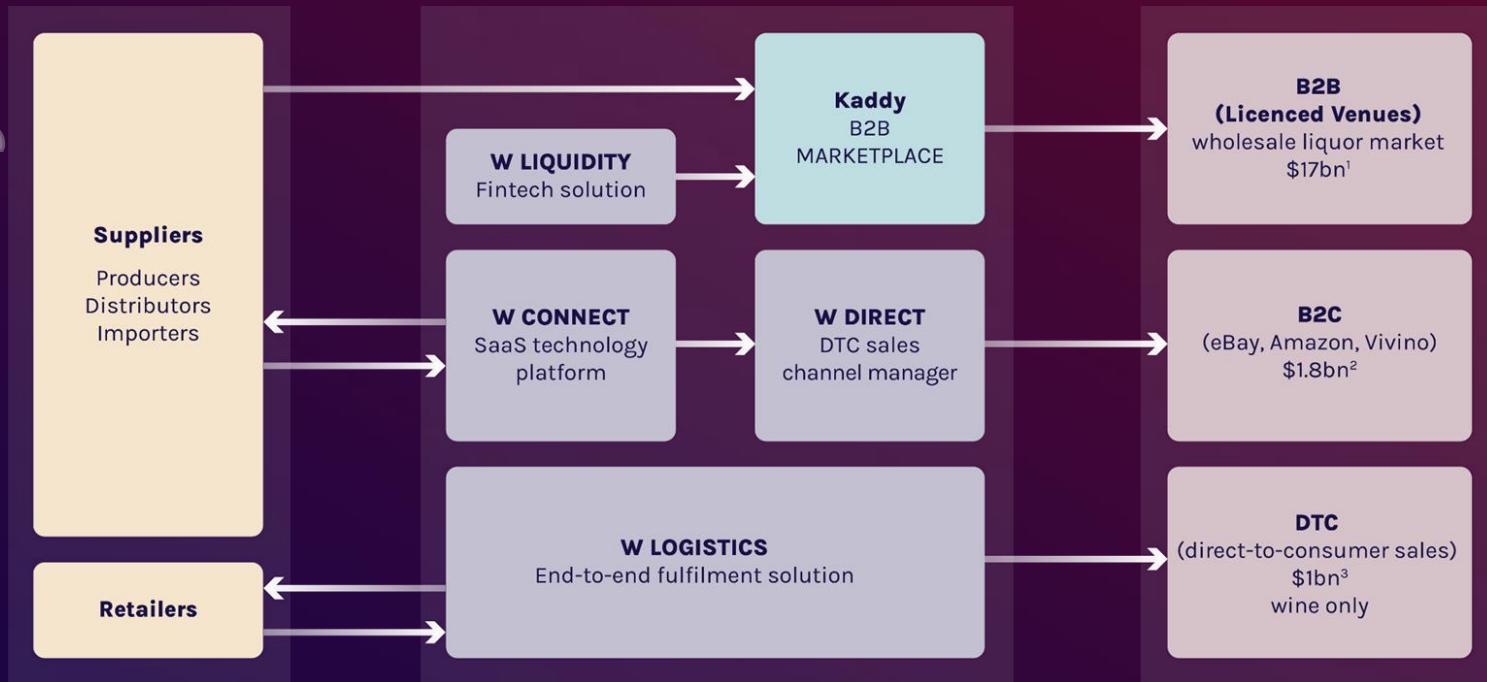 Suppliers
Producers
Distributors
Importers
Retailers
W LIQUIDITY
Fintech solution
Kaddy
B2B
MARKETPLACE
W CONNECT
SaaS technology
platform
W DIRECT
DTC sales
channel manager
W LOGISTICS
End-to-end fulfilment solution
B2B
(Licenced Venues)
wholesale liquor market
$17bn¹
B2C
(eBay, Amazon, Vivino)
$1.8bn²
DTC
(direct-to-consumer sales)
$1bn³
wine only